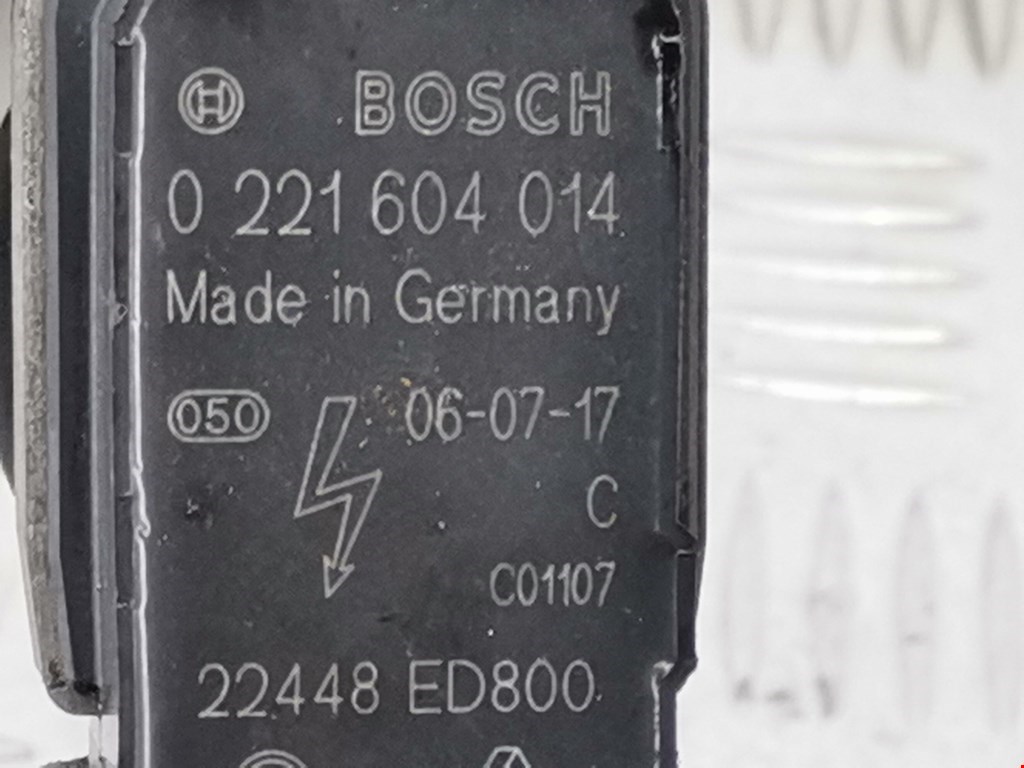 BOSCH
0 221 604 014
Made in Germany
050 06-07-17
C
C01107
22448 ED800